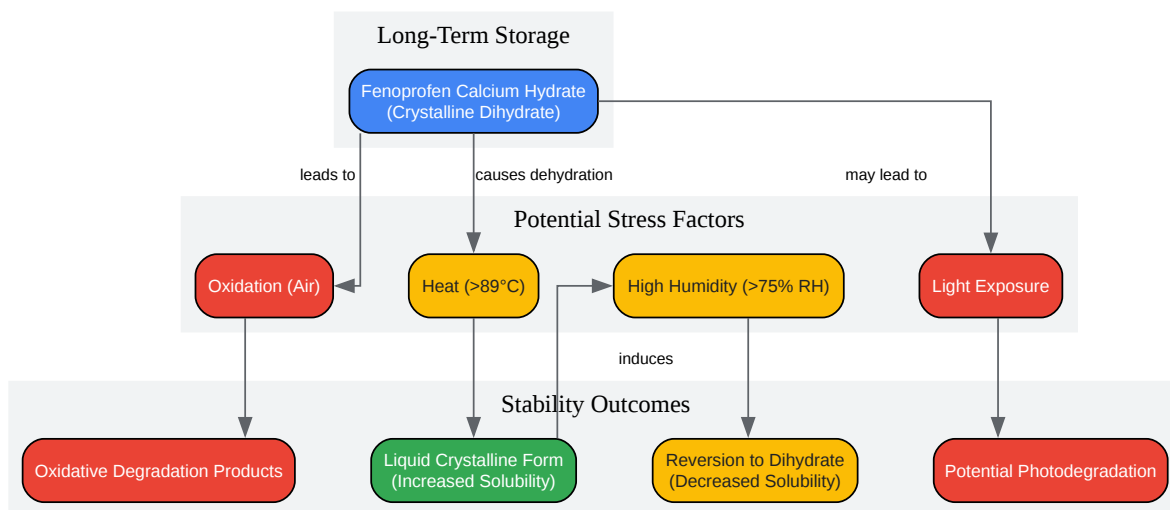 Long-Term Storage
Fenoprofen Calcium Hydrate
(Crystalline Dihydrate)
leads to
causes dehydration
may lead to
Potential Stress Factors
Oxidation (Air)
Heat (>89°C)
High Humidity (>75% RH)
Light Exposure
induces
Stability Outcomes
Oxidative Degradation Products
Liquid Crystalline Form
(Increased Solubility)
Reversion to Dihydrate
(Decreased Solubility)
Potential Photodegradation